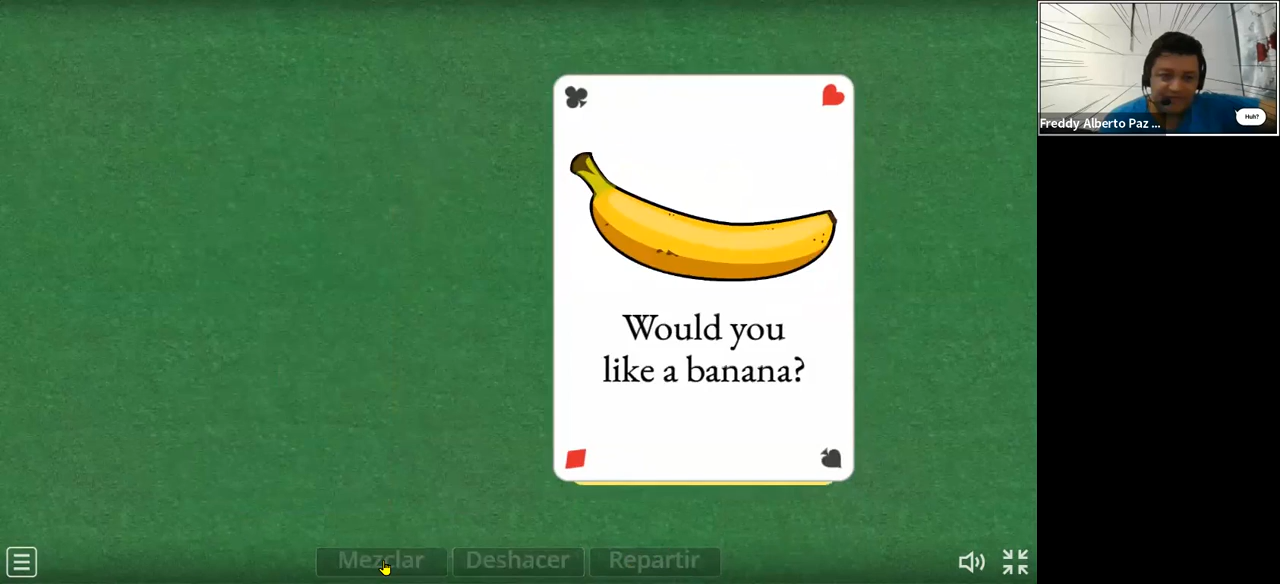 Would you
like a banana?
Freddy Alberto Paz ...
Huh?
Mezclar
Deshacer
Repartir